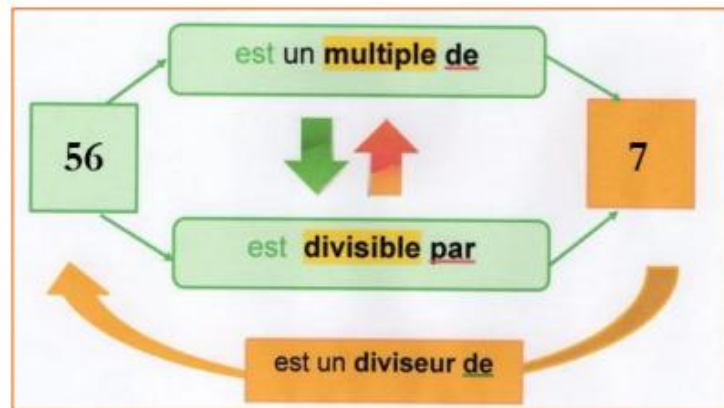 est un multiple de
56
7
est divisible par
est un diviseur de